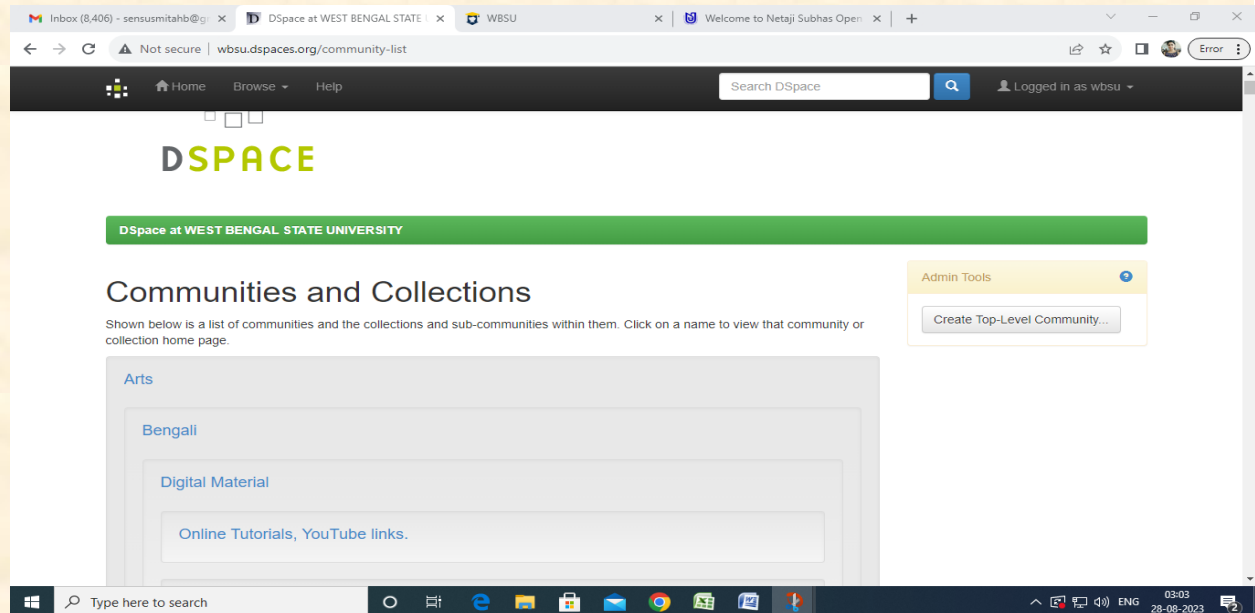 Inbox (8,406) - sensusmitahb@g
DSpace at WEST BENGAL STATE
WBSU
Welcome to Netaji Subhas Open
Not secure | wbsu.dspaces.org/community-list
Error
Home Browse Help
Search DSpace
Logged in as wbsu
DSPACE
DSpace at WEST BENGAL STATE UNIVERSITY
Communities and Collections
Shown below is a list of communities and the collections and sub-communities within them. Click on a name to view that community or
collection home page.
Admin Tools
Create Top-Level Community...
Arts
Bengali
Digital Material
Online Tutorials, YouTube links.
Type here to search
ENG
03:03
28-08-2023
2